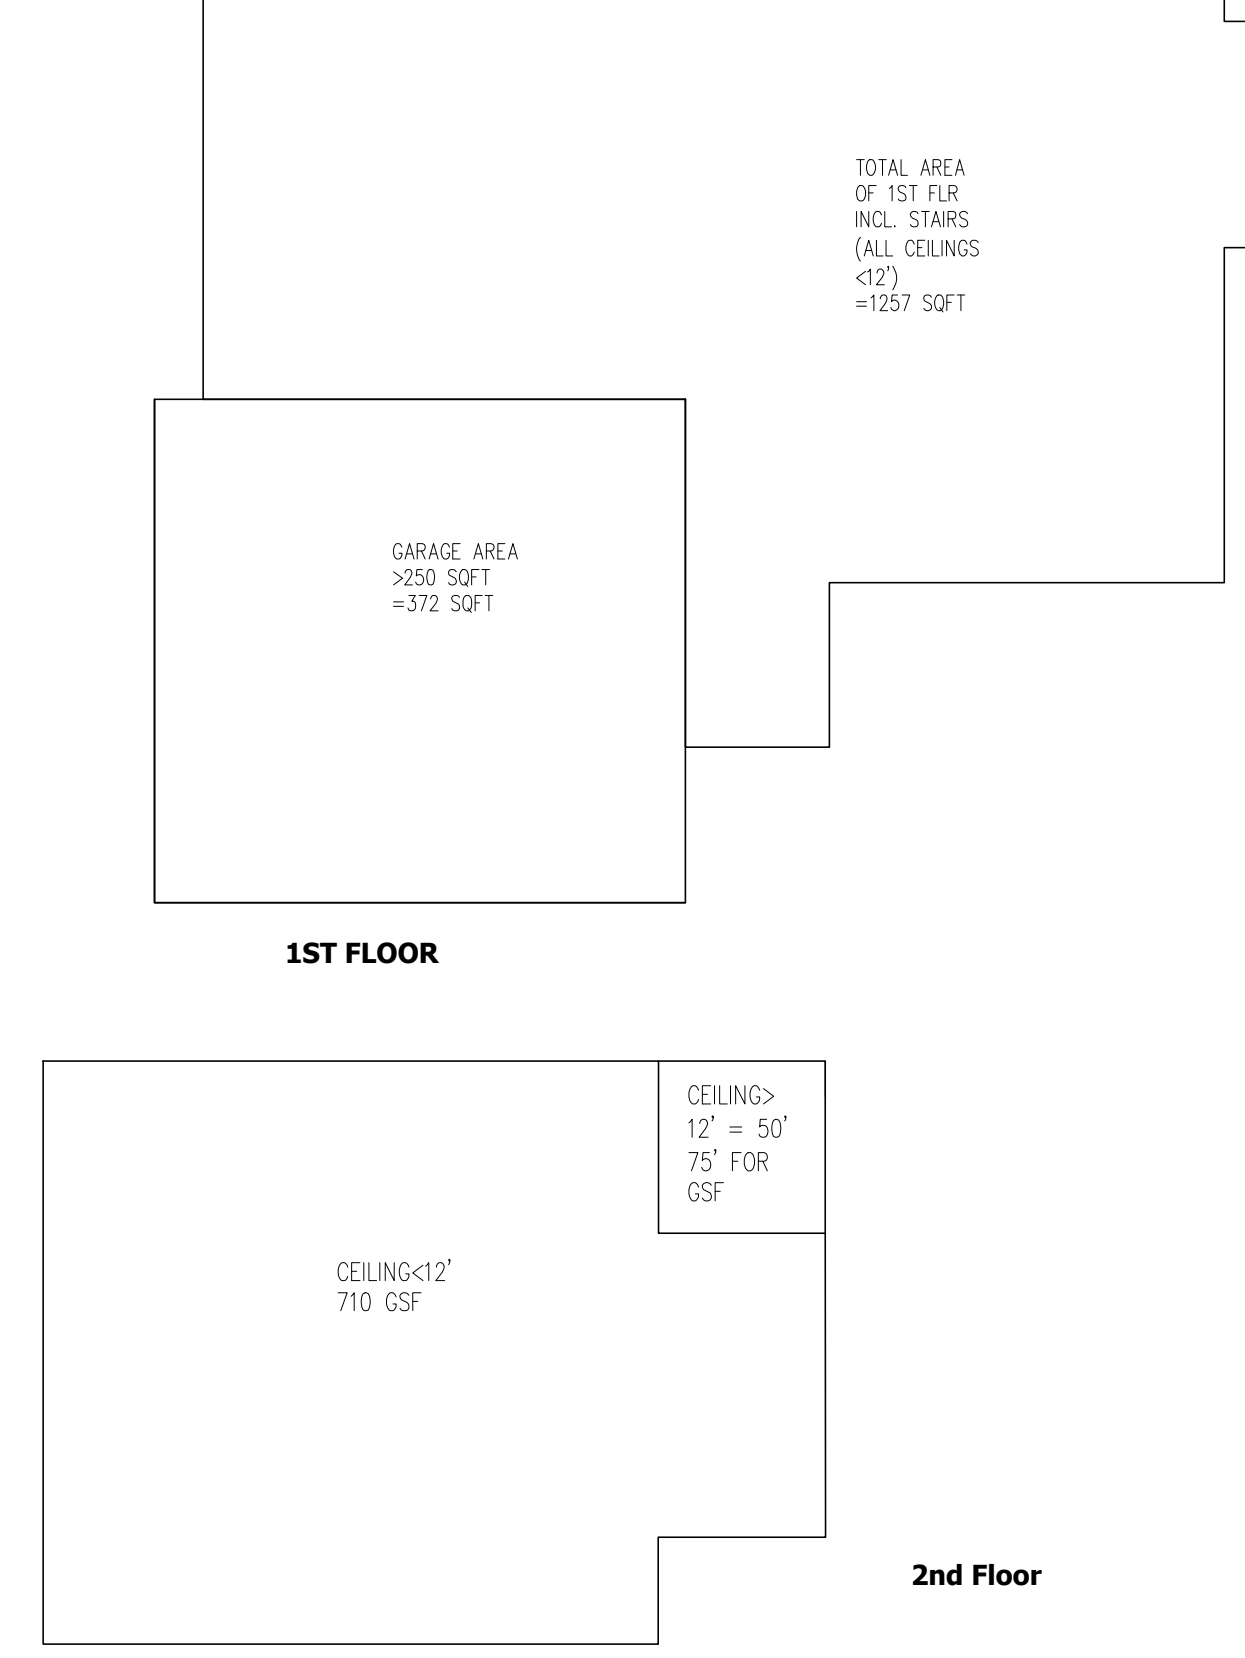 TOTAL AREA
OF 1ST FLR
INCL. STAIRS
(ALL CEILINGS
<12')
=1257 SQFT
GARAGE AREA
>250 SQFT
=372 SQFT
1ST FLOOR
CEILING>
12' = 50'
75' FOR
GSF
CEILING<12'
710 GSF
2nd Floor